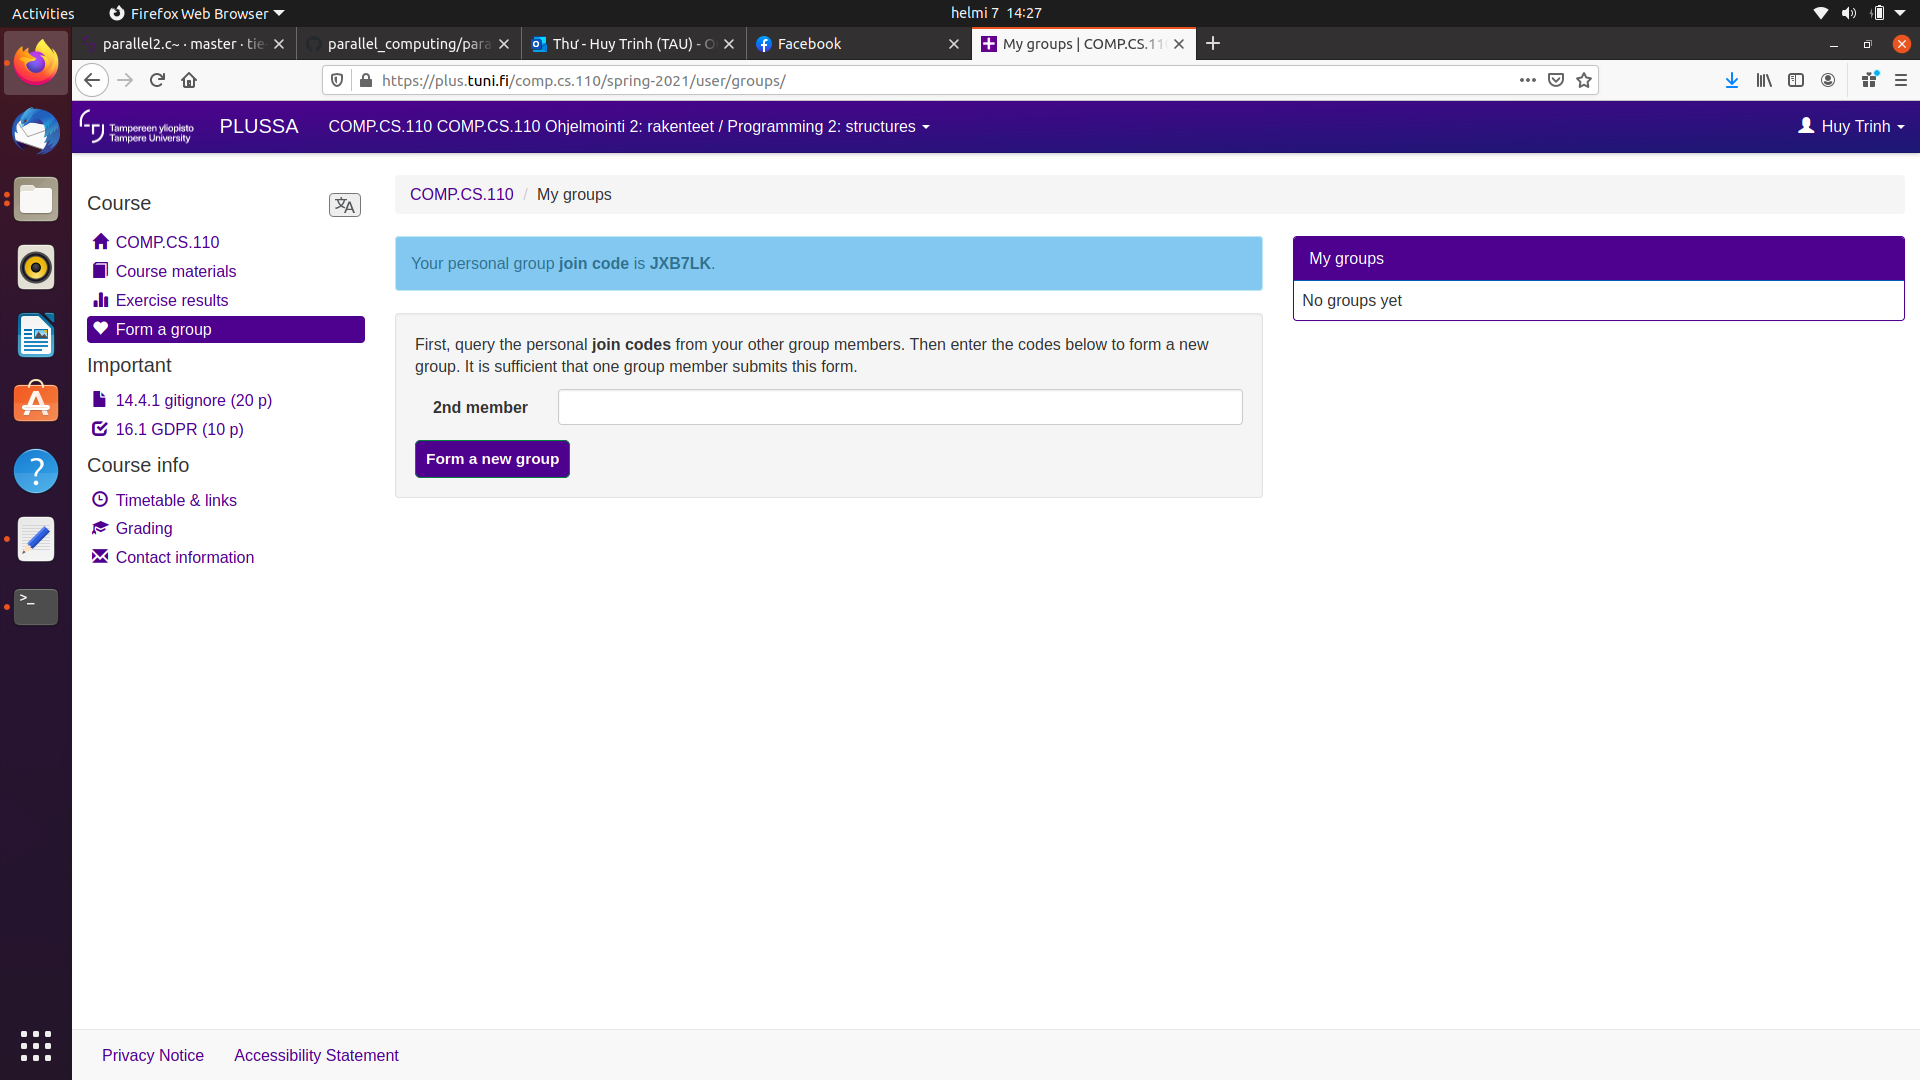 Activities
Firefox Web Browser
helmi 7 14:27
parallel2.c~ · master · tie
parallel_computing/para
Thư - Huy Trinh (TAU) - O
Facebook
My groups | COMP.CS.110
https://plus.tuni.fi/comp.cs.110/spring-2021/user/groups/
Tampereen yliopisto
Tampere University
PLUSSA
COMP.CS.110 COMP.CS.110 Ohjelmointi 2: rakenteet / Programming 2: structures
Huy Trinh
Course
COMP.CS.110
Course materials
Exercise results
Form a group
Important
14.4.1 gitignore (20 p)
16.1 GDPR (10 p)
Course info
Timetable & links
Grading
Contact information
COMP.CS.110 / My groups
Your personal group join code is JXB7LK.
First, query the personal join codes from your other group members. Then enter the codes below to form a new
group. It is sufficient that one group member submits this form.
2nd member
Form a new group
My groups
No groups yet
Privacy Notice
Accessibility Statement